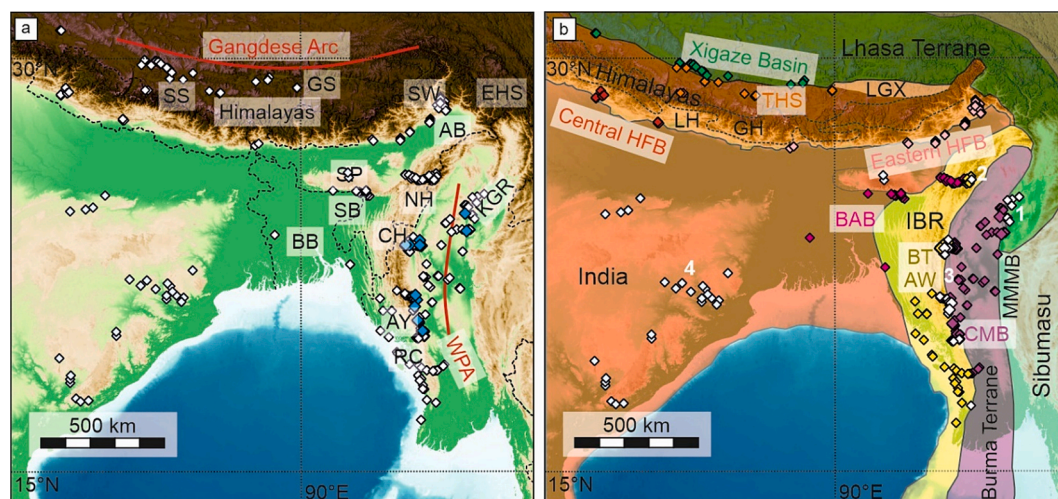 a
Gangdese Arc
30°N
SS
GS
Himalayas
SW
EHS
AB
SP
NH
KGR
SB
BB
CH
AY
RC
WPA
500 km
15°N
90°E
b
30°N
Xigaze Basin
Lhasa Terrane
Himalayas
THS
LGX
LH
GH
Central HFB
Eastern HFB
2
BAB
IBR
1
India
4
BT
AW
3
MMMB
CMB
Sibumasu
Burma Terrane
500 km
15°N
90°E